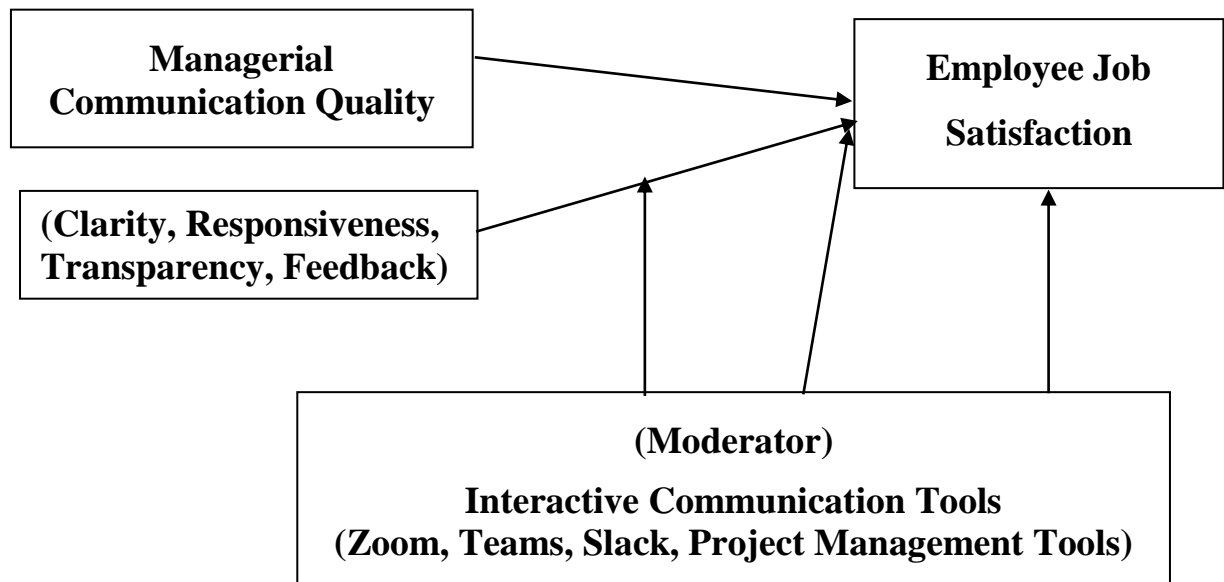 Managerial
Communication Quality
Employee Job
Satisfaction
(Clarity, Responsiveness,
Transparency, Feedback)
(Moderator)
Interactive Communication Tools
(Zoom, Teams, Slack, Project Management Tools)